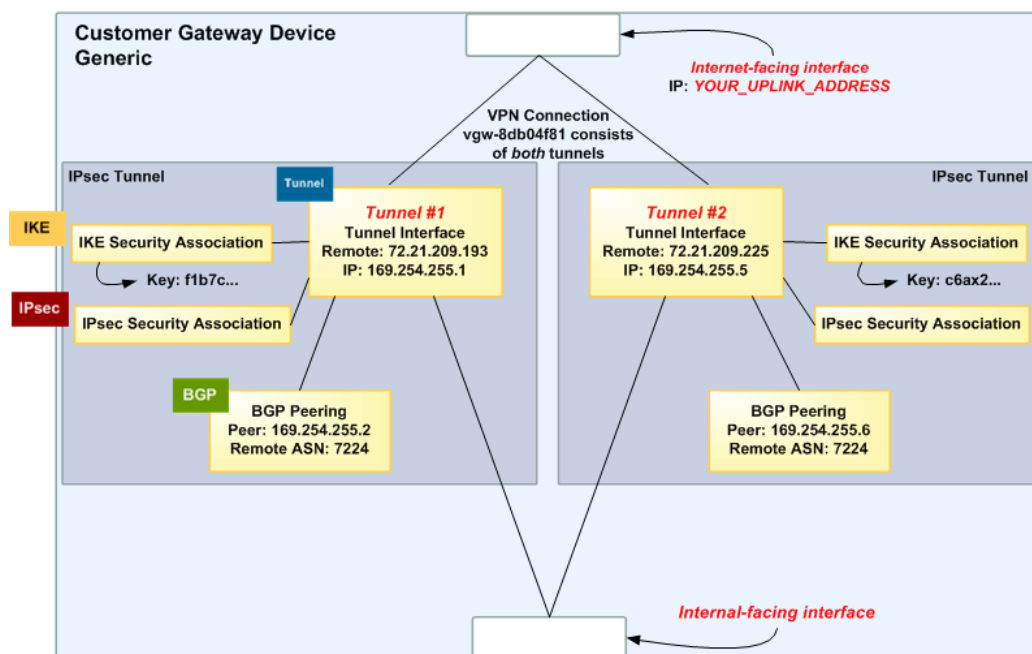 Customer Gateway Device
Generic
Internet-facing interface
IP: YOUR_UPLINK_ADDRESS
VPN Connection
vgw-8db04f81 consists
of both tunnels
IPsec Tunnel
Tunnel
IPsec Tunnel
IKE
IKE Security Association
Key: f1b7c...
IPsec
IPsec Security Association
Tunnel #1
Tunnel Interface
Remote: 72.21.209.193
IP: 169.254.255.1
Tunnel #2
Tunnel Interface
Remote: 72.21.209.225
IP: 169.254.255.5
IKE Security Association
Key: c6ax2...
IPsec Security Association
BGP
BGP Peering
Peer: 169.254.255.2
Remote ASN: 7224
BGP Peering
Peer: 169.254.255.6
Remote ASN: 7224
Internal-facing interface